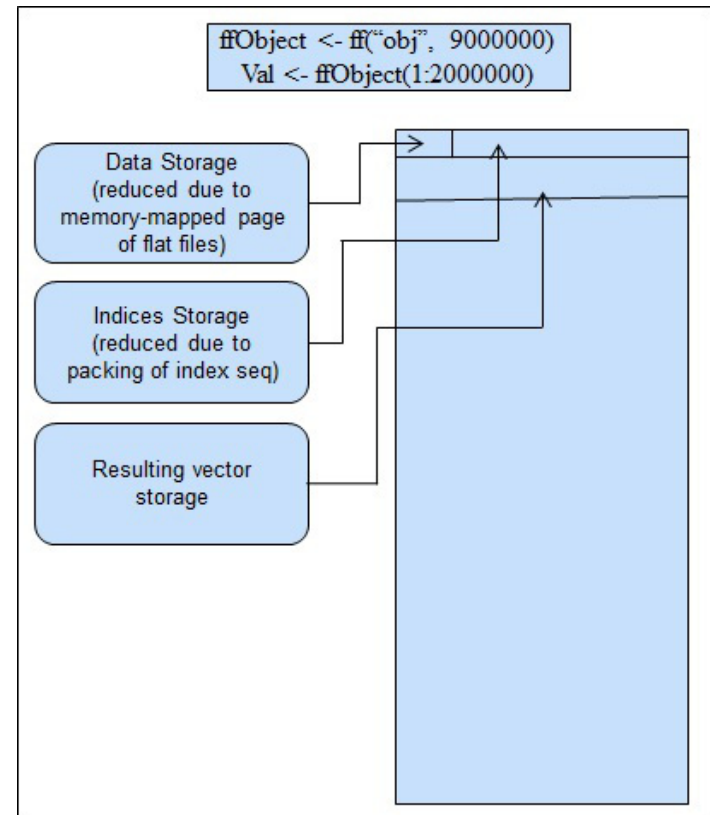 ffObject <- ff(“obj”, 9000000)
Val <- ffObject(1:2000000)
Data Storage
(reduced due to
memory-mapped page
of flat files)
Indices Storage
(reduced due to
packing of index seq)
Resulting vector
storage